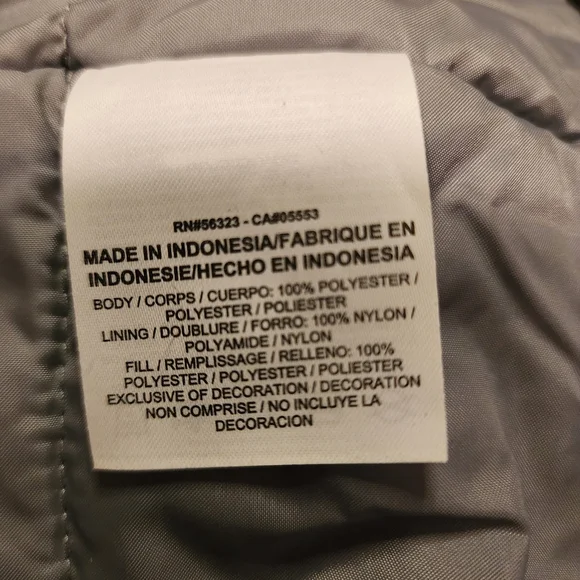 RN#56323 - CA#05553
MADE IN INDONESIA/FABRIQUE EN
INDONESIE/HECHO EN INDONESIA
BODY / CORPS / CUERPO: 100% POLYESTER /
POLYESTER / POLIESTER
LINING / DOUBLURE / FORRO: 100% NYLON /
POLYAMIDE / NYLON
FILL / REMPLISSAGE / RELLENO: 100%
POLYESTER / POLYESTER / POLIESTER
EXCLUSIVE OF DECORATION / DECORATION
NON COMPRISE / NO INCLUYE LA
DECORACION